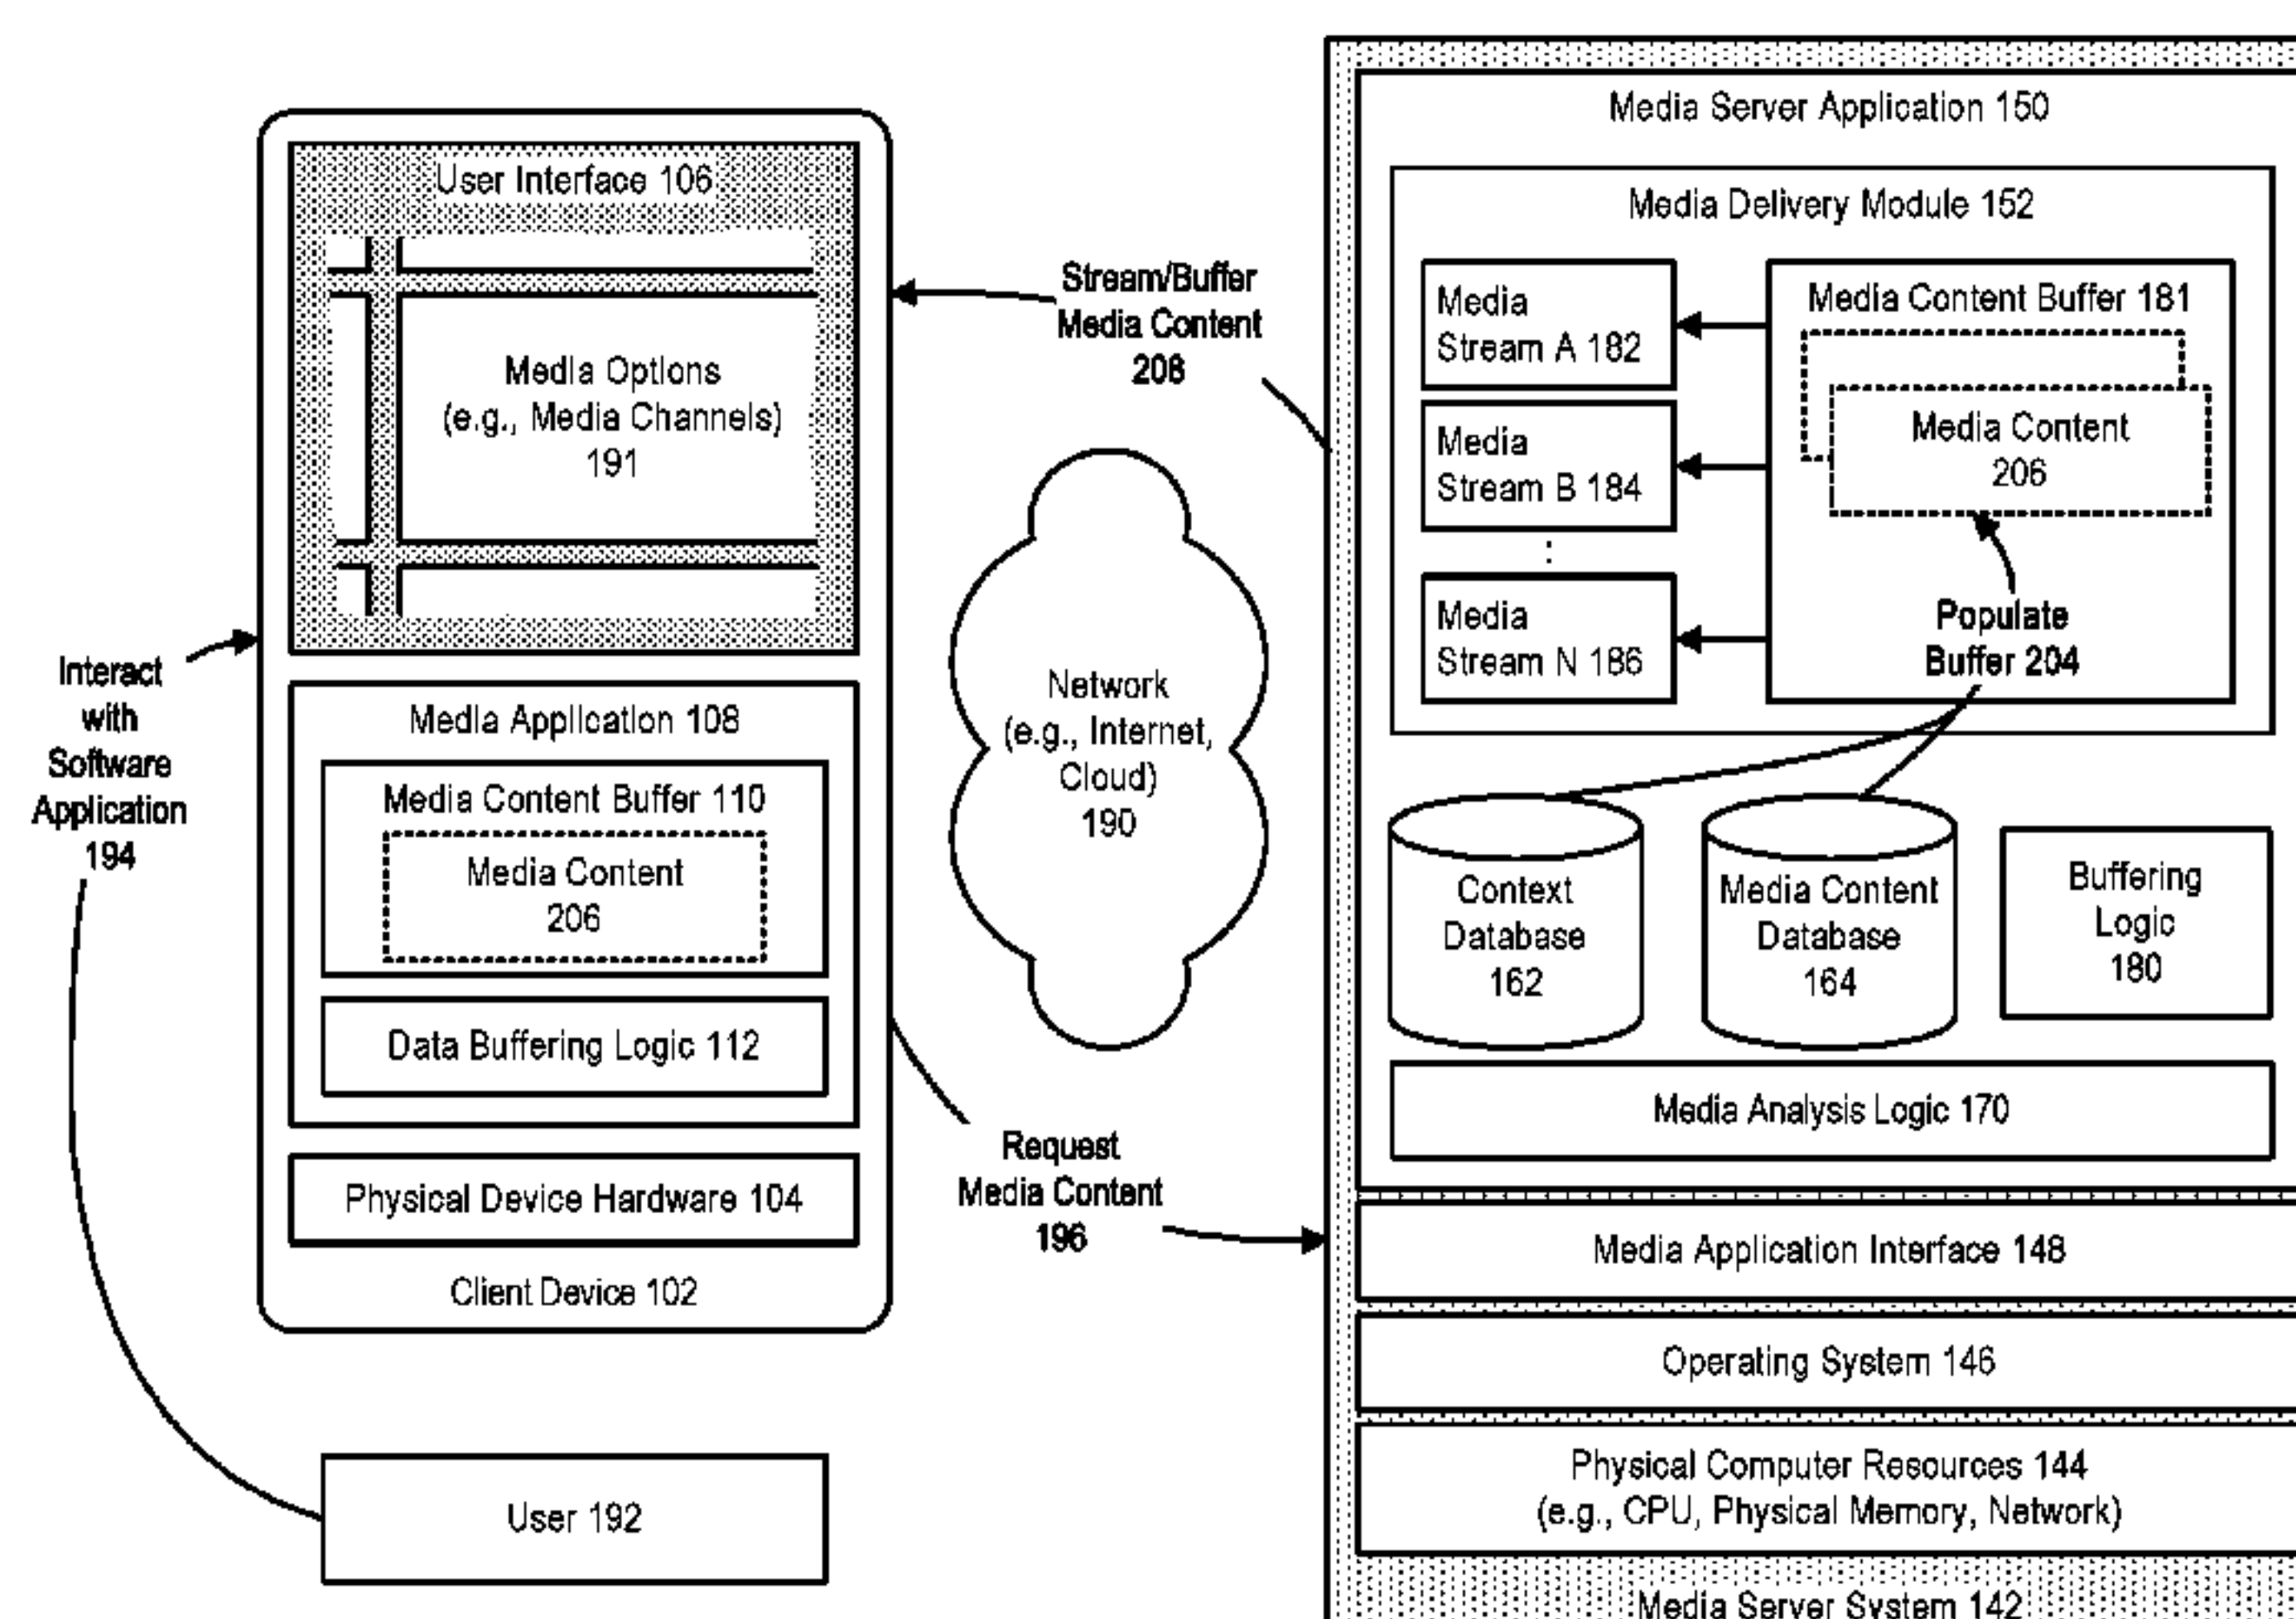 User Interface 106
Media Options
(e.g., Media Channels)
191
Media Application 108
Media Content Buffer 110
Media Content
206
Data Buffering Logic 112
Physical Device Hardware 104
Client Device 102
Interact
with
Software
Application
194
User 192
Stream/Buffer
Media Content
208
Network
(e.g., Internet,
Cloud)
190
Request
Media Content
196
Media Server Application 150
Media Delivery Module 152
Media
Stream A 182
Media
Stream B 184
:
Media
Stream N 186
Media Content Buffer 181
Media Content
206
Populate
Buffer 204
Context
Database
162
Media Content
Database
164
Buffering
Logic
180
Media Analysis Logic 170
Media Application Interface 148
Operating System 146
Physical Computer Resources 144
(e.g., CPU, Physical Memory, Network)
Media Server System 142